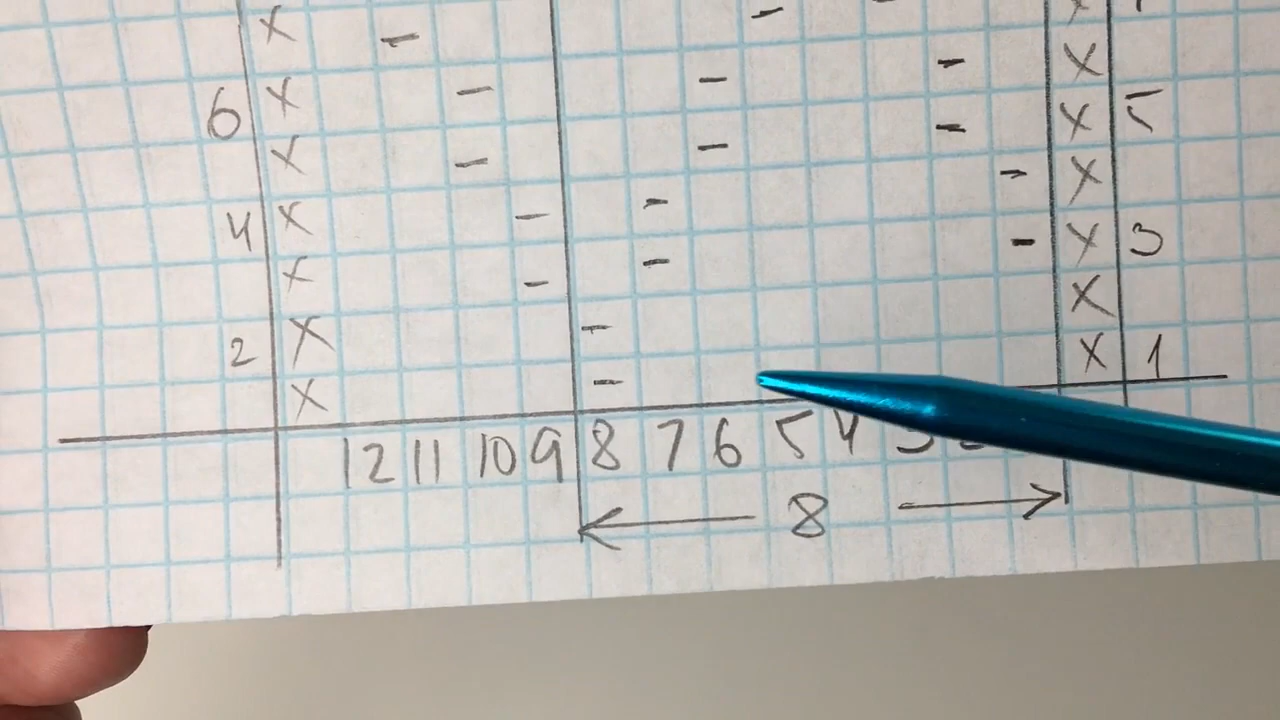 X - - - X
6 X - - - X
X - - - X 5
4 X - - - X
X - - - X 3
2 X - X
X - X 1
12 11 10 9 8 7 6 5 4
← 8 →